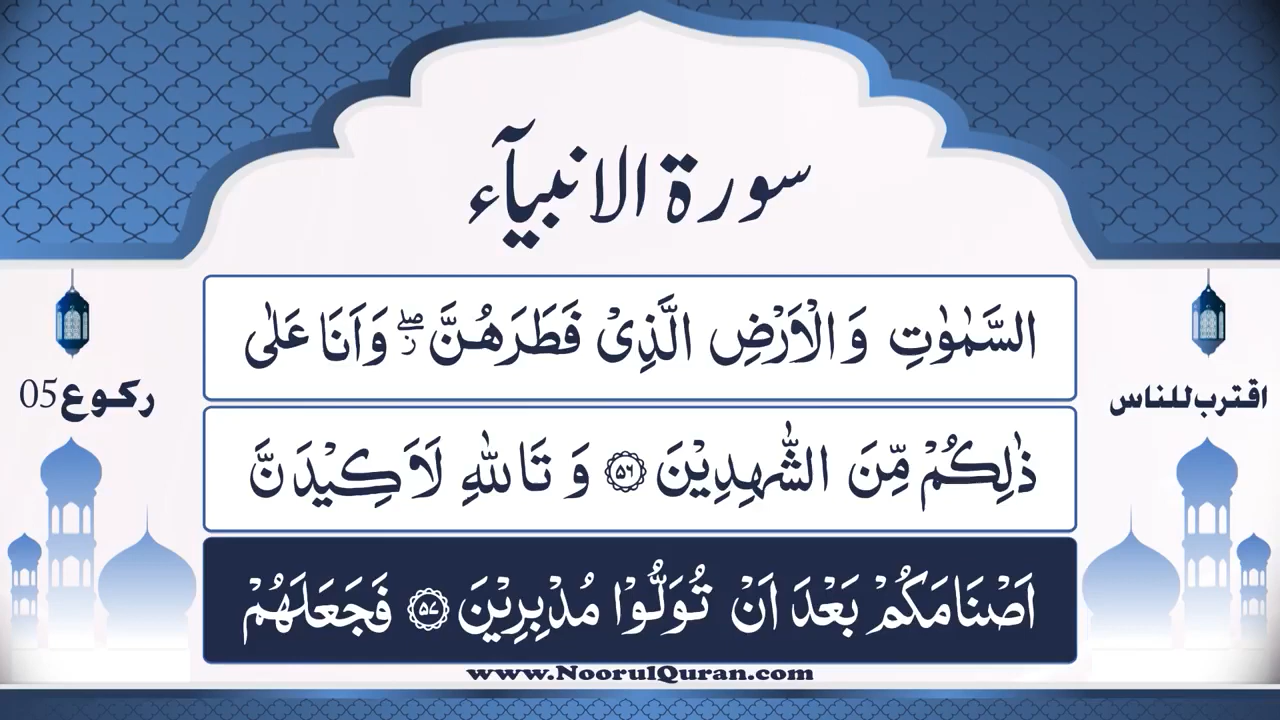 سورة الانبیآء
السَّمٰوٰتِ وَالْاَرْضِ الَّذِیْ فَطَرَهُنَّ ۖؗ وَاَنَا عَلٰی
رکوع 05
اقترب للناس
ذٰلِكُمْ مِّنَ الشّٰهِدِیْنَ ۝۵۶ وَ تَاللّٰهِ لَاَكِیْدَنَّ
اَصْنَامَكُمْ بَعْدَ اَنْ تُوَلُّوْا مُدْبِرِیْنَ ۝۵۷ فَجَعَلَهُمْ
www.NoorulQuran.com